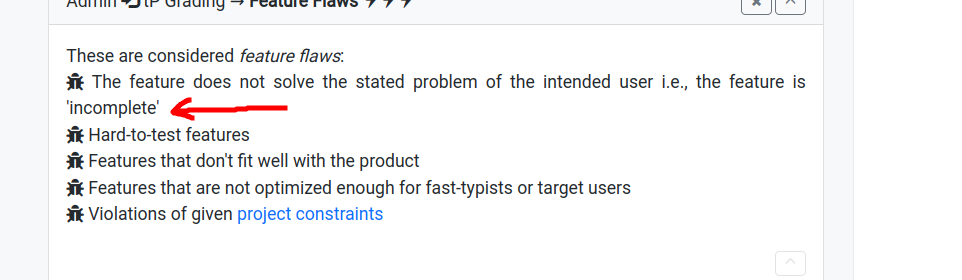 Admin tP Grading → Feature Flaws
These are considered feature flaws:
The feature does not solve the stated problem of the intended user i.e., the feature is
'incomplete'
Hard-to-test features
Features that don't fit well with the product
Features that are not optimized enough for fast-typists or target users
Violations of given project constraints